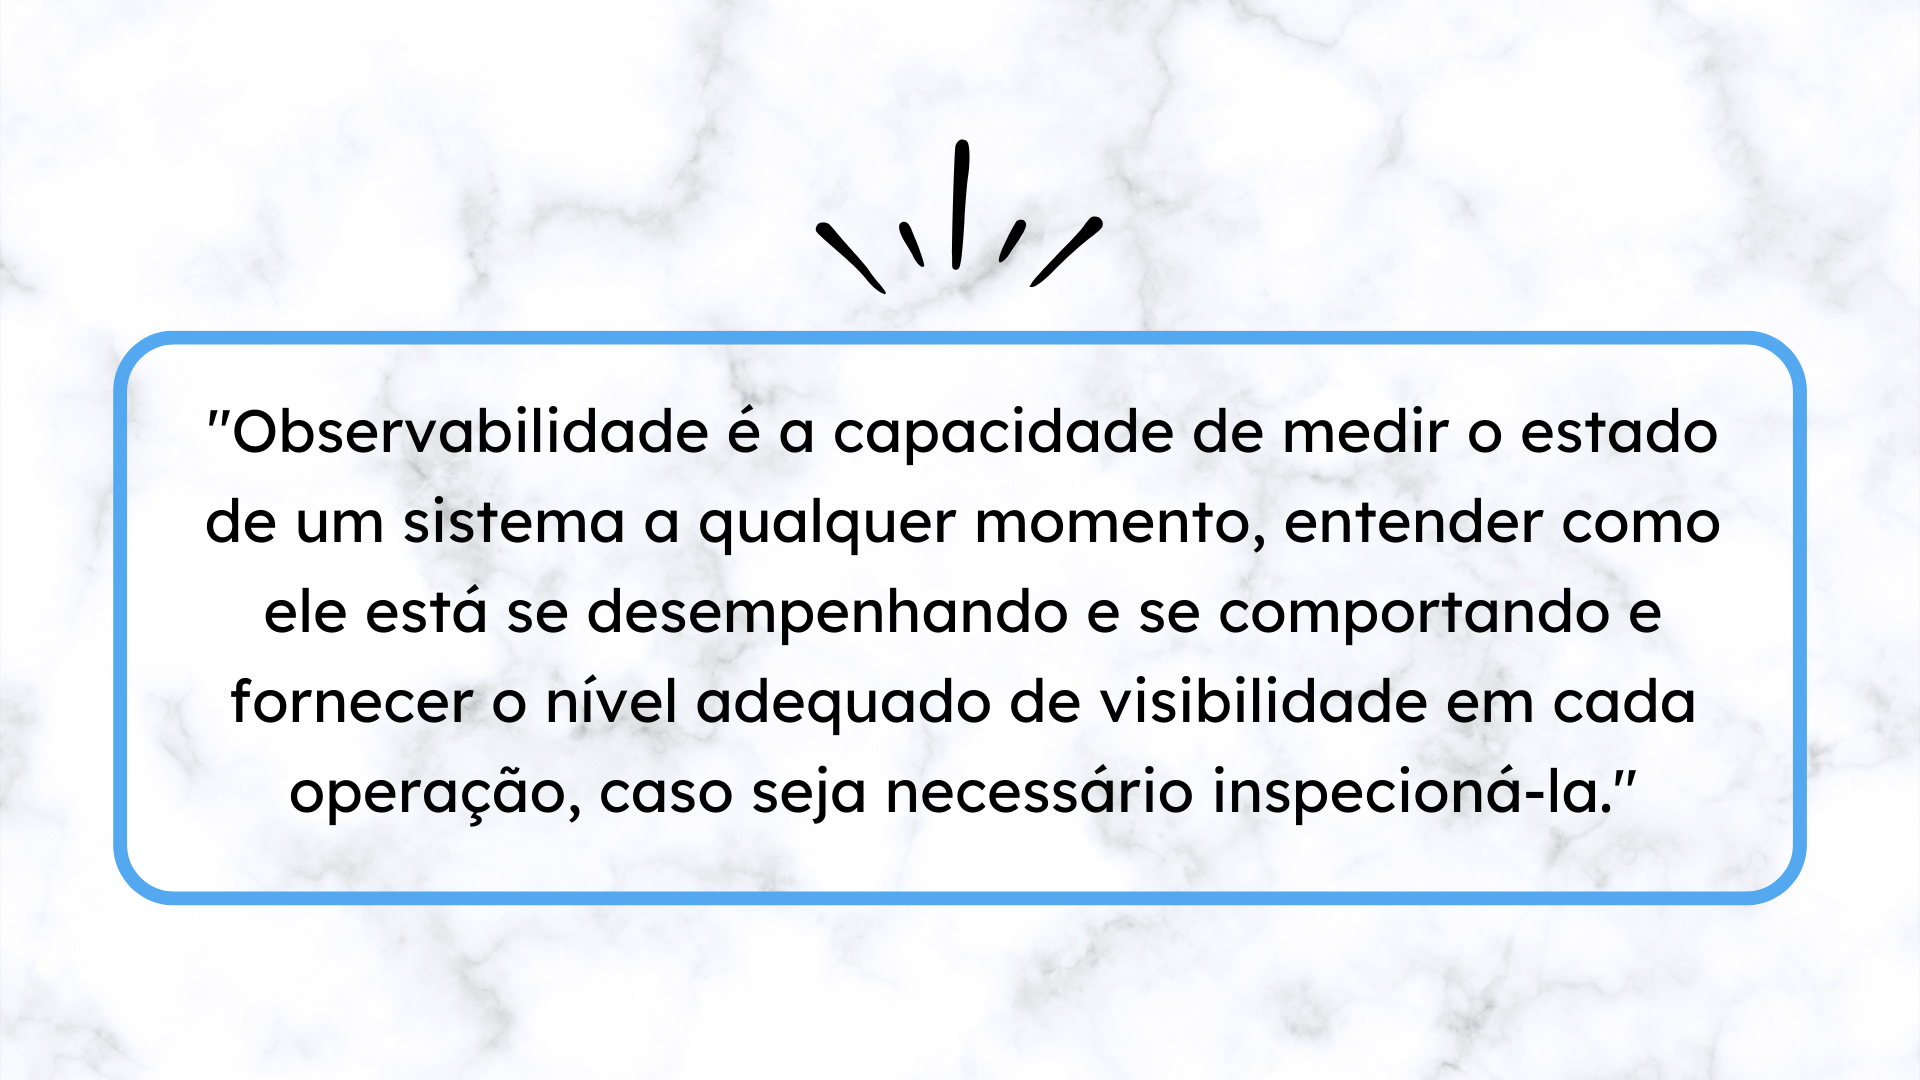 "Observabilidade é a capacidade de medir o estado
de um sistema a qualquer momento, entender como
ele está se desempenhando e se comportando e
fornecer o nível adequado de visibilidade em cada
operação, caso seja necessário inspecioná-la."